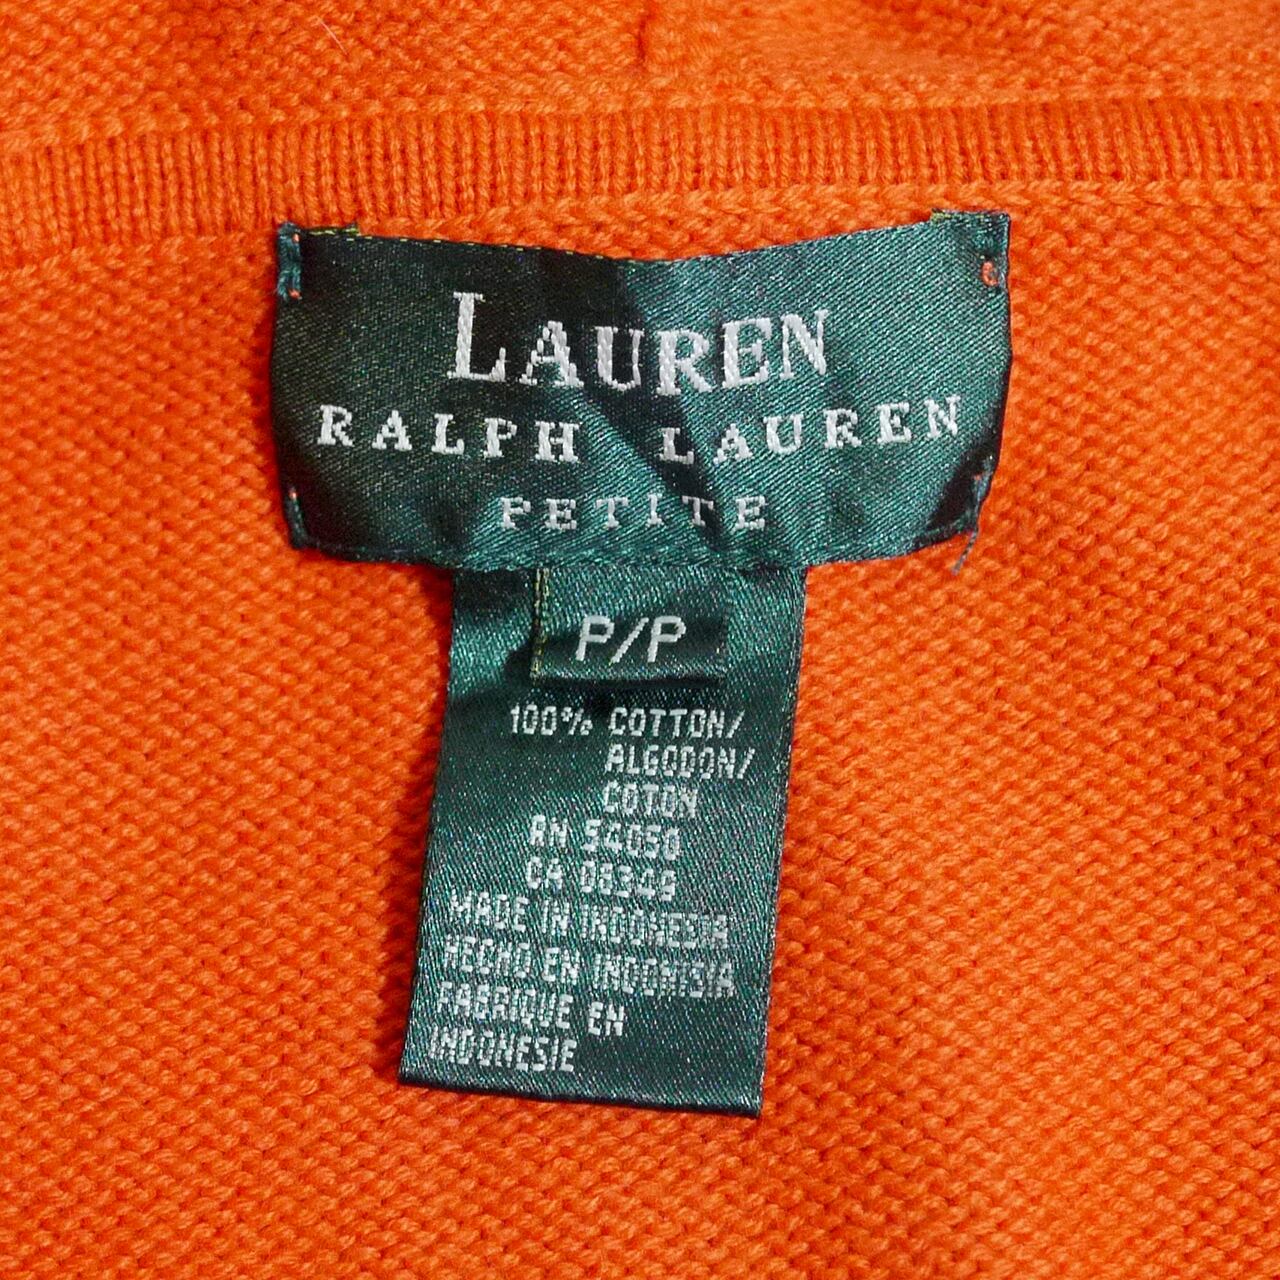 LAUREN
RALPH LAUREN
PETITE
P/P
100% COTTON/
ALGODON/
COTON
RN 54050
CA 08349
MADE IN INDONESIA
HECHO EN INDONISIA
FABRIQUE EN
INDONESIE